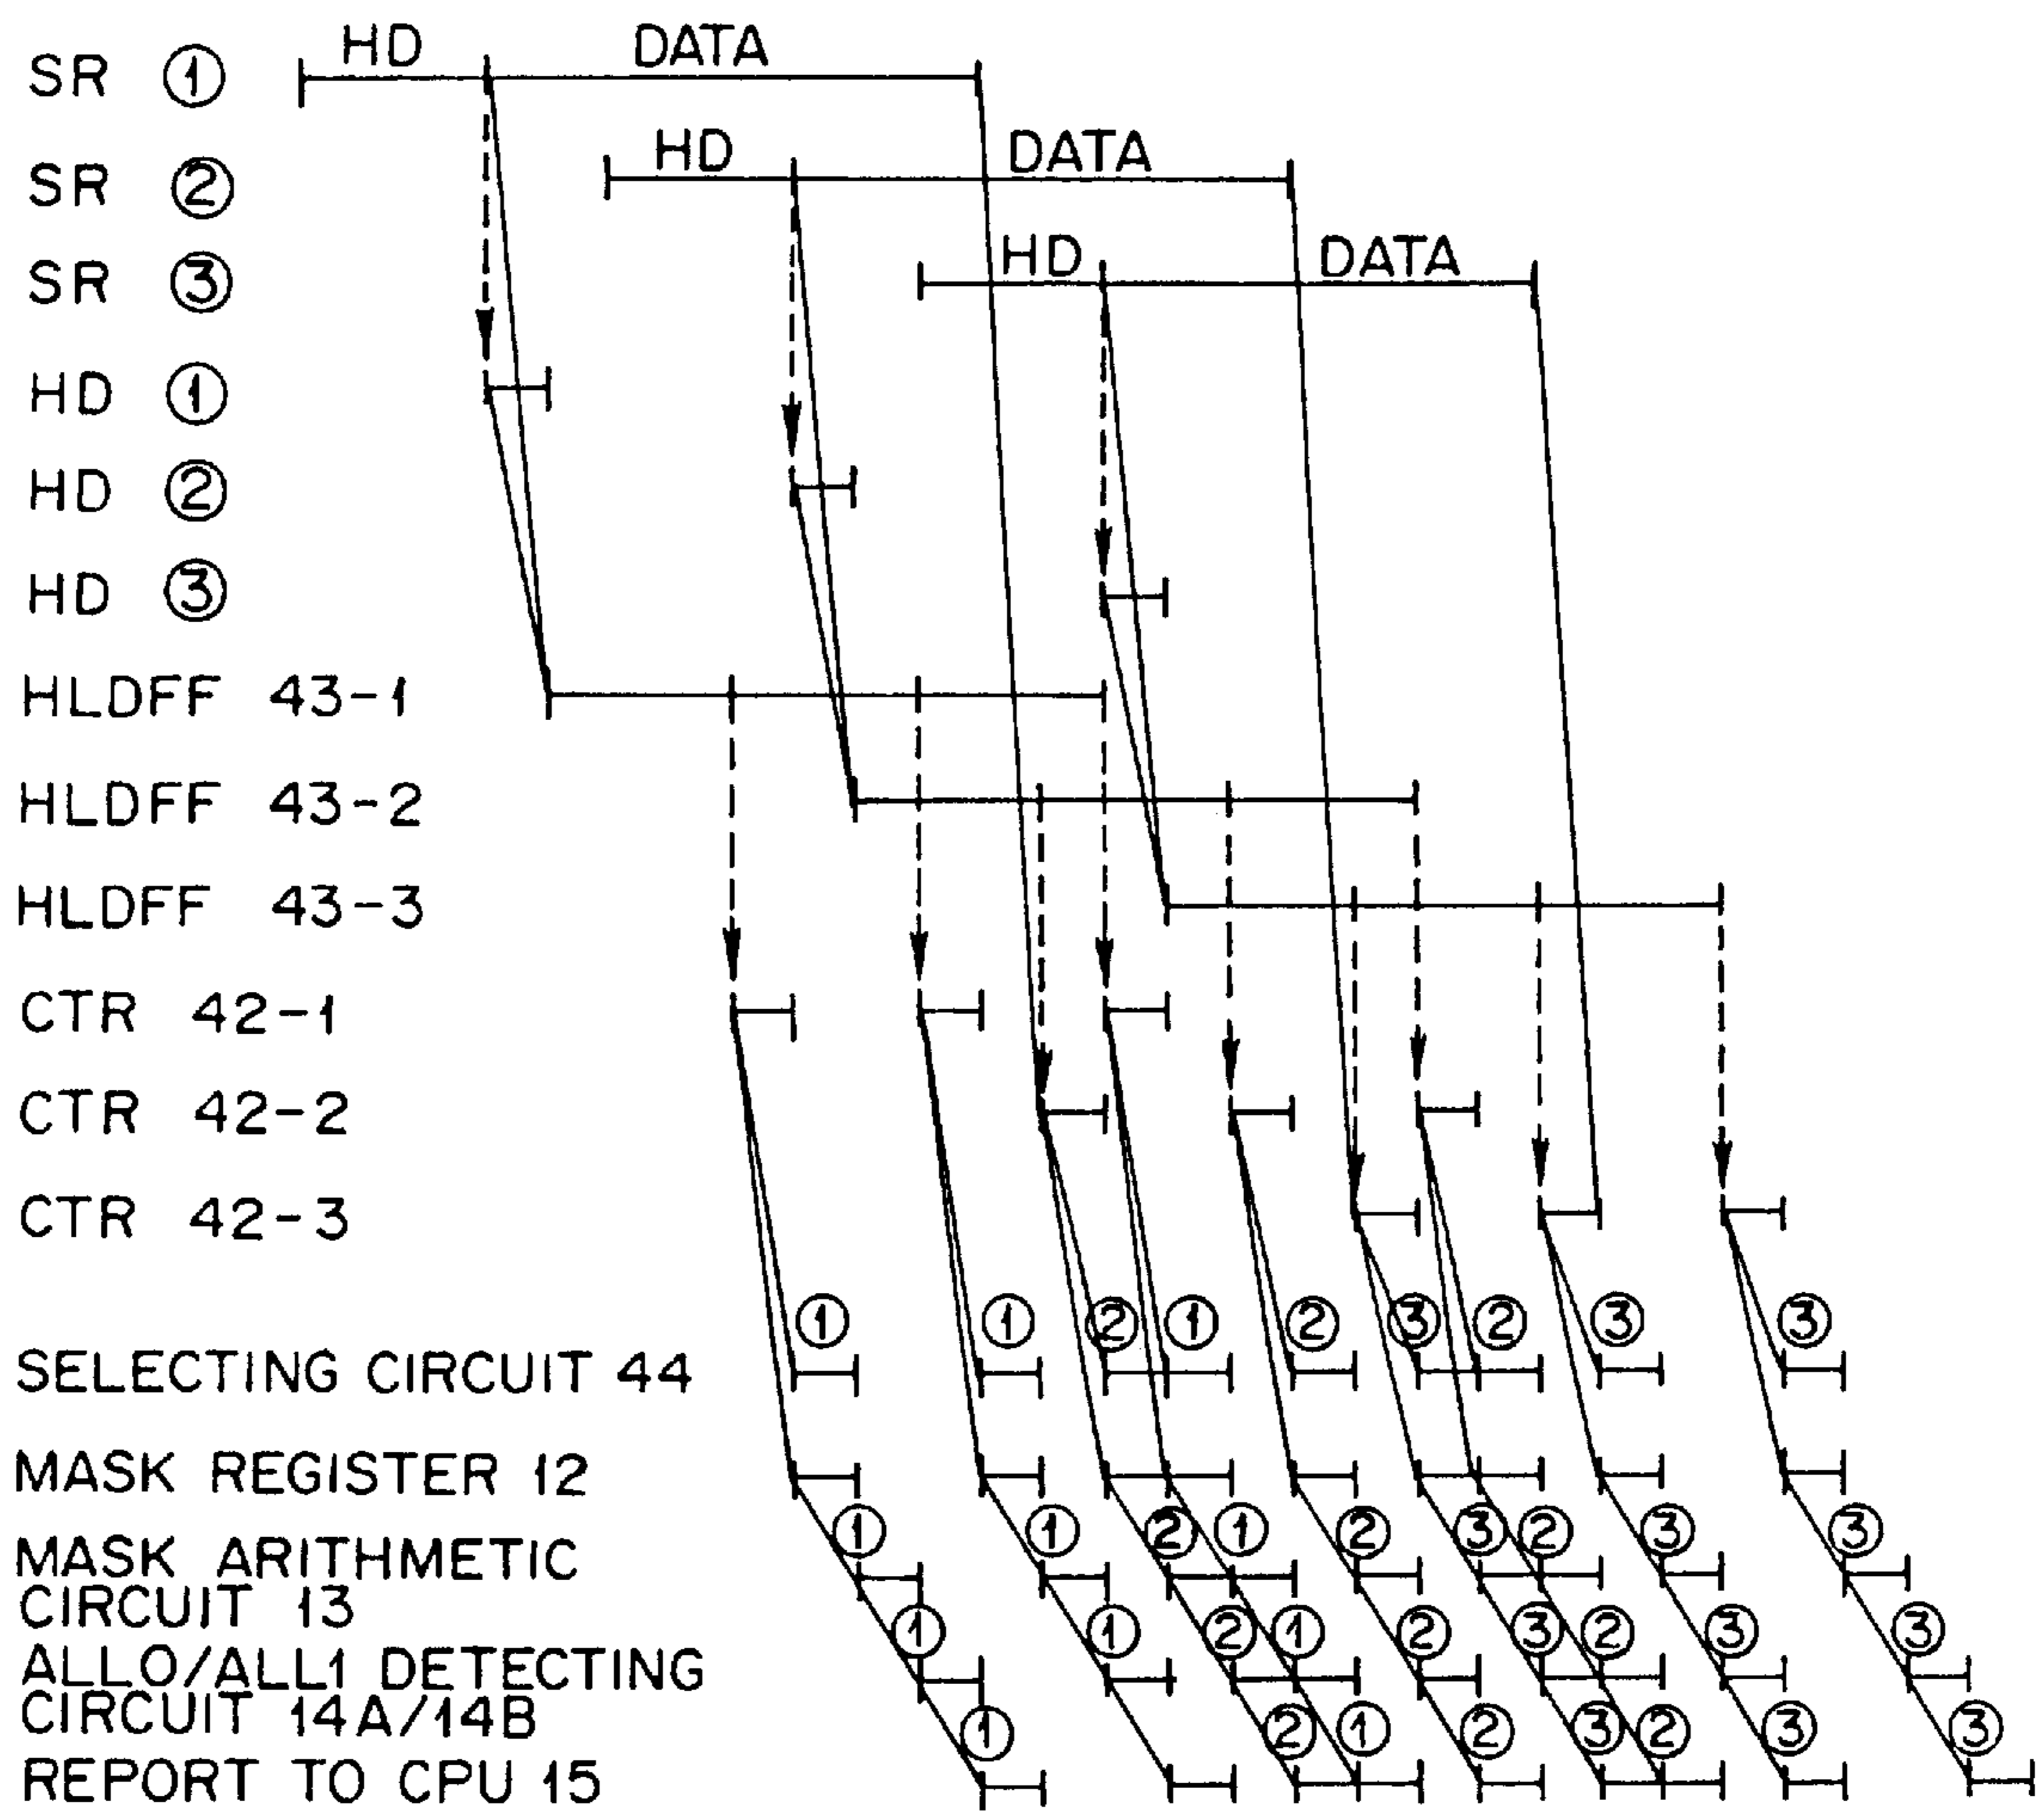 HD DATA
SR ①
HD DATA
SR ②
HD DATA
SR ③
HD ①
HD ②
HD ③
HLDFF 43-1
HLDFF 43-2
HLDFF 43-3
CTR 42-1
CTR 42-2
CTR 42-3
① ① ② ① ② ③ ② ③ ③
SELECTING CIRCUIT 44
MASK REGISTER 12
① ① ② ① ② ③ ② ③ ③
MASK ARITHMETIC
CIRCUIT 13
① ① ② ① ② ③ ② ③ ③
ALL0/ALL1 DETECTING
CIRCUIT 14A/14B
① ② ① ② ③ ② ③ ③
REPORT TO CPU 15